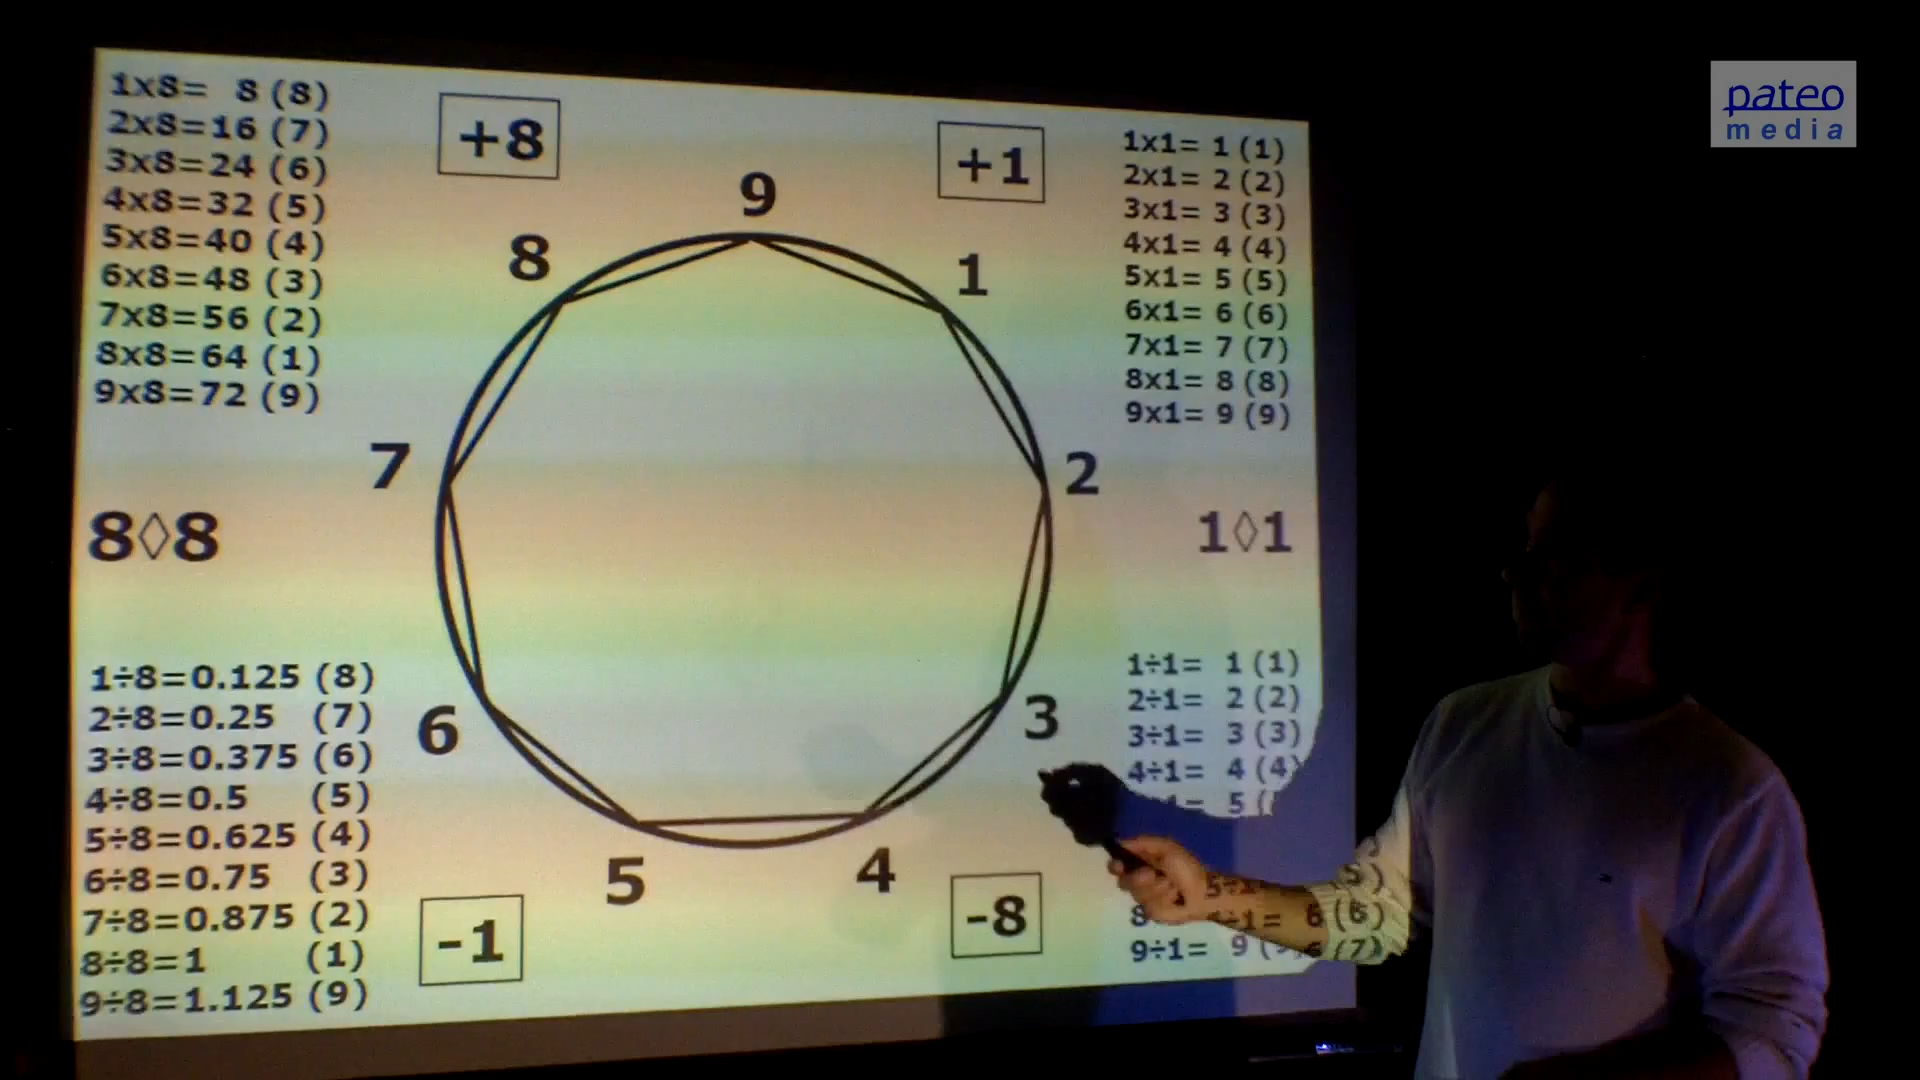 1x8= 8 (8)
2x8=16 (7)
3x8=24 (6)
4x8=32 (5)
5x8=40 (4)
6x8=48 (3)
7x8=56 (2)
8x8=64 (1)
9x8=72 (9)
+8
+1
1x1= 1 (1)
2x1= 2 (2)
3x1= 3 (3)
4x1= 4 (4)
5x1= 5 (5)
6x1= 6 (6)
7x1= 7 (7)
8x1= 8 (8)
9x1= 9 (9)
9
1
2
3
4
5
6
7
8
8◊8
1◊1
1÷8=0.125 (8)
2÷8=0.25 (7)
3÷8=0.375 (6)
4÷8=0.5 (5)
5÷8=0.625 (4)
6÷8=0.75 (3)
7÷8=0.875 (2)
8÷8=1 (1)
9÷8=1.125 (9)
-1
-8
1÷1= 1 (1)
2÷1= 2 (2)
3÷1= 3 (3)
4÷1= 4 (4)
5
6 (6)
9÷1= 9
pateo
media